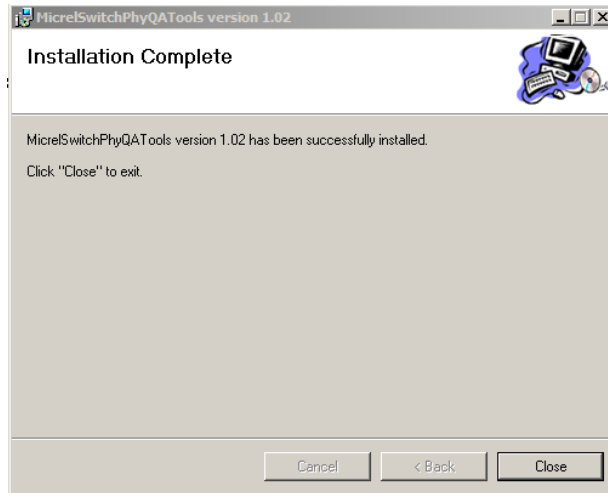 MicrelSwitchPhyQATools version 1.02
Installation Complete
MicrelSwitchPhyQATools version 1.02 has been successfully installed.
Click "Close" to exit.
Cancel
< Back
Close